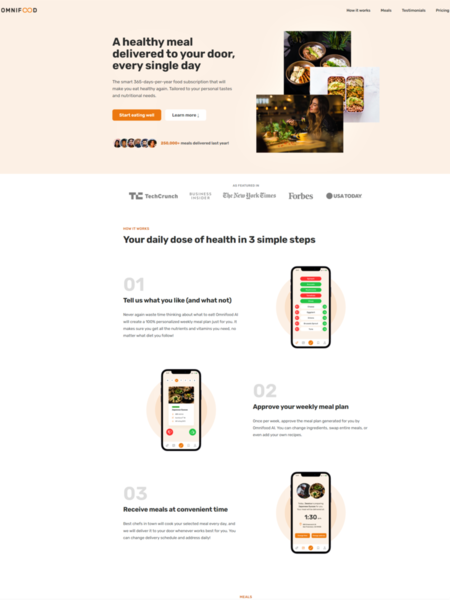 OMNIFOOD
How it works Meals Testimonials Pricing
A healthy meal
delivered to your door,
every single day
The smart 365-days-per-year food subscription that will
make you eat healthy again. Tailored to your personal tastes
and nutritional needs.
Start eating well Learn more ↓
250,000+ meals delivered last year!
AS FEATURED IN
TechCrunch BUSINESS
INSIDER The New York Times Forbes USA TODAY
HOW IT WORKS
Your daily dose of health in 3 simple steps
01
Tell us what you like (and what not)
Never again waste time thinking about what to eat! Omnifood AI
will create a 100% personalized weekly meal plan just for you. It
makes sure you get all the nutrients and vitamins you need, no
matter what diet you follow!
02
Approve your weekly meal plan
Once per week, approve the meal plan generated for you by
Omnifood AI. You can change ingredients, swap entire meals, or
even add your own recipes.
03
Receive meals at convenient time
Best chefs in town will cook your selected meal every day, and
we will deliver it to your door whenever works best for you. You
can change delivery schedule and address daily!
1:30
MEALS